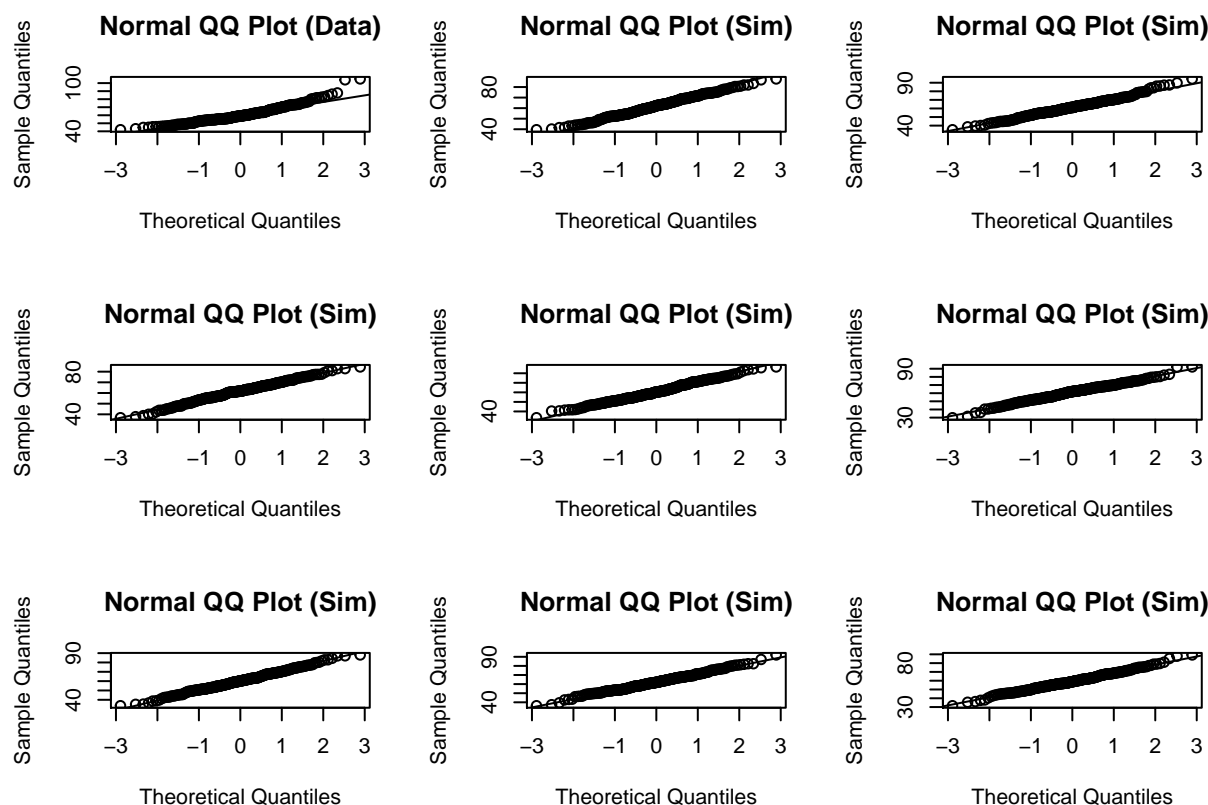 Normal QQ Plot (Data)
Sample Quantiles
40 100
−3 −1 0 1 2 3
Theoretical Quantiles
Normal QQ Plot (Sim)
Sample Quantiles
40 80
−3 −1 0 1 2 3
Theoretical Quantiles
Normal QQ Plot (Sim)
Sample Quantiles
40 90
−3 −1 0 1 2 3
Theoretical Quantiles
Normal QQ Plot (Sim)
Sample Quantiles
40 80
−3 −1 0 1 2 3
Theoretical Quantiles
Normal QQ Plot (Sim)
Sample Quantiles
40
−3 −1 0 1 2 3
Theoretical Quantiles
Normal QQ Plot (Sim)
Sample Quantiles
30 90
−3 −1 0 1 2 3
Theoretical Quantiles
Normal QQ Plot (Sim)
Sample Quantiles
40 90
−3 −1 0 1 2 3
Theoretical Quantiles
Normal QQ Plot (Sim)
Sample Quantiles
40 90
−3 −1 0 1 2 3
Theoretical Quantiles
Normal QQ Plot (Sim)
Sample Quantiles
30 80
−3 −1 0 1 2 3
Theoretical Quantiles